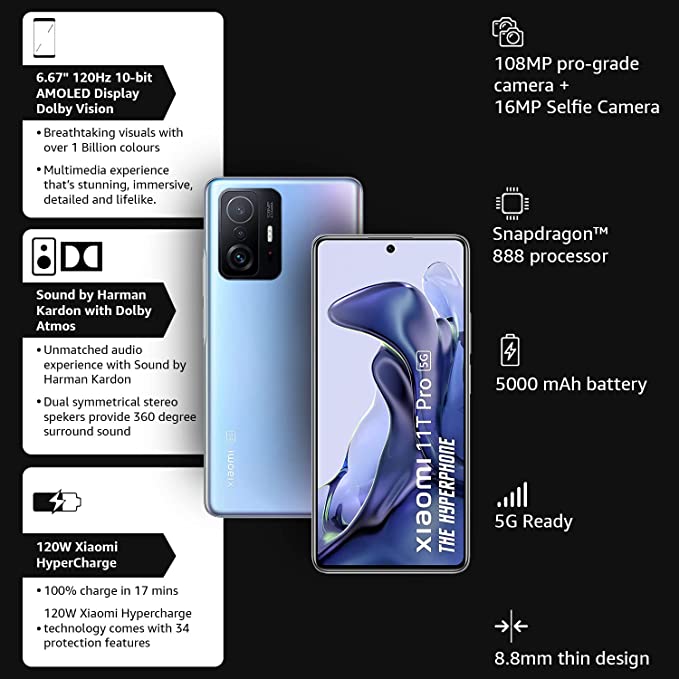 6.67" 120Hz 10-bit
AMOLED Display
Dolby Vision
• Breathtaking visuals with
over 1 Billion colours
• Multimedia experience
that's stunning, immersive,
detailed and lifelike.
Sound by Harman
Kardon with Dolby
Atmos
• Unmatched audio
experience with Sound by
Harman Kardon
• Dual symmetrical stereo
spekers provide 360 degree
surround sound
120W Xiaomi
HyperCharge
• 100% charge in 17 mins
120W Xiaomi Hypercharge
• technology comes with 34
protection features
xiaomi 5G
xiaomi 11T Pro 5G
THE HYPERPHONE
108MP pro-grade
camera +
16MP Selfie Camera
Snapdragon™
888 processor
5000 mAh battery
5G Ready
8.8mm thin design